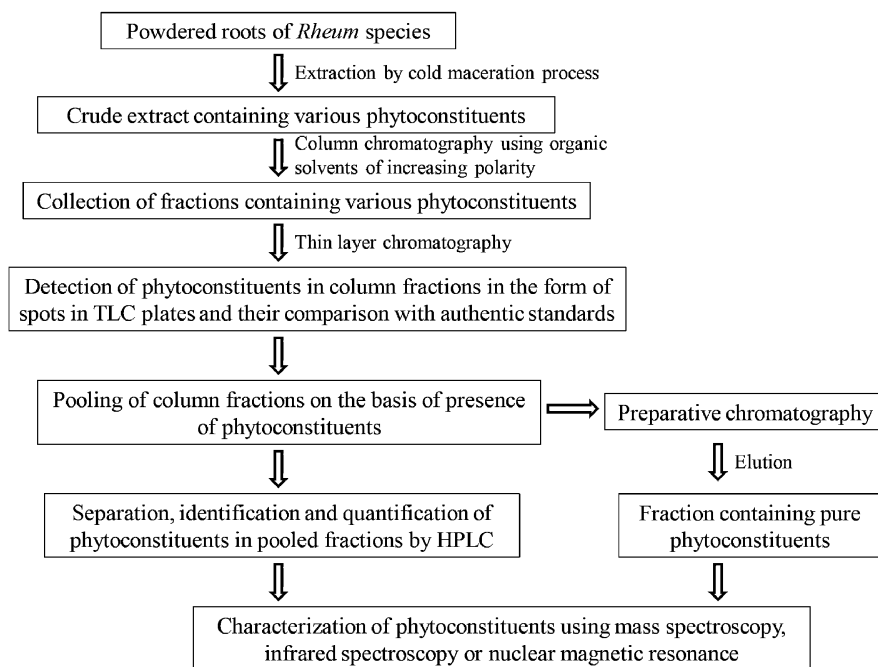 Powdered roots of Rheum species
Extraction by cold maceration process
Crude extract containing various phytoconstituents
Column chromatography using organic
solvents of increasing polarity
Collection of fractions containing various phytoconstituents
Thin layer chromatography
Detection of phytoconstituents in column fractions in the form of
spots in TLC plates and their comparison with authentic standards
Pooling of column fractions on the basis of presence
of phytoconstituents
Preparative chromatography
Elution
Separation, identification and quantification of
phytoconstituents in pooled fractions by HPLC
Fraction containing pure
phytoconstituents
Characterization of phytoconstituents using mass spectroscopy,
infrared spectroscopy or nuclear magnetic resonance